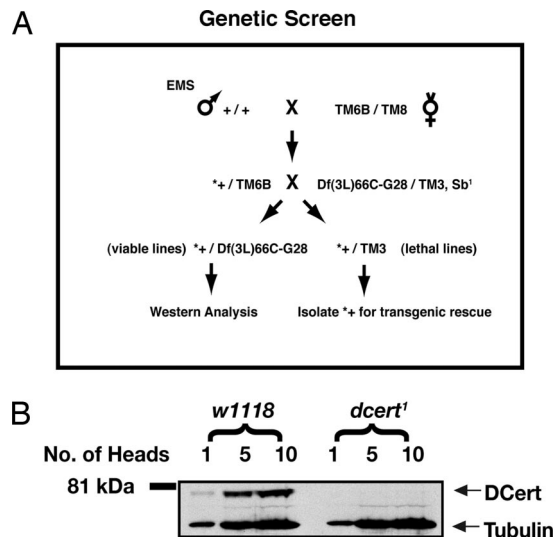 A
Genetic Screen
EMS
+ / + X TM6B / TM8
*+ / TM6B X Df(3L)66C-G28 / TM3, Sb1
(viable lines) *+ / Df(3L)66C-G28 *+ / TM3 (lethal lines)
Western Analysis Isolate *+ for transgenic rescue
B
w1118 dcert1
No. of Heads 1 5 10 1 5 10
81 kDa
DCert
Tubulin